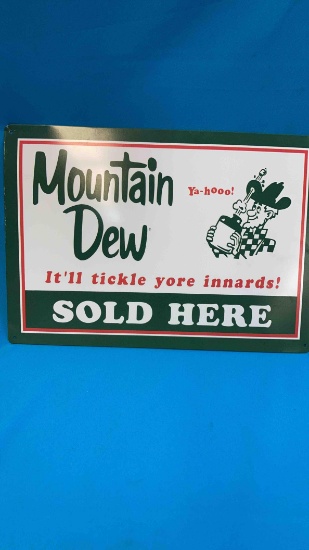 Mountain
Dew
Ya-hooo!
It'll tickle yore innards!
SOLD HERE